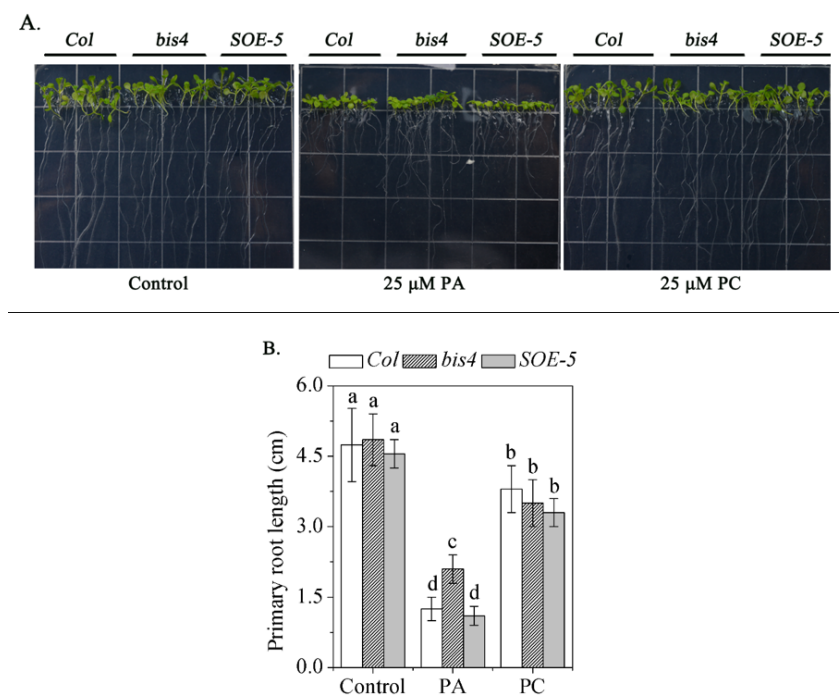 A.
Col bis4 SOE-5 Col bis4 SOE-5 Col bis4 SOE-5
Control 25 µM PA 25 µM PC
B.
Col bis4 SOE-5
Primary root length (cm)
6.0
4.5
3.0
1.5
0.0
a a a
d c d
b b b
Control PA PC